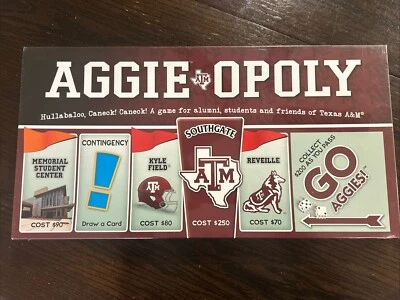 AGGIE ATM OPOLY
Hullabaloo, Caneck! Caneck! A game for alumni, students and friends of Texas A&M®
MEMORIAL
STUDENT
CENTER
COST $90
CONTINGENCY
!
Draw a Card
KYLE
FIELD®
ATM
COST $80
SOUTHGATE
ATM
COST $250
REVEILLE
COST $70
COLLECT
$200 AS YOU PASS
GO
AGGIES!™